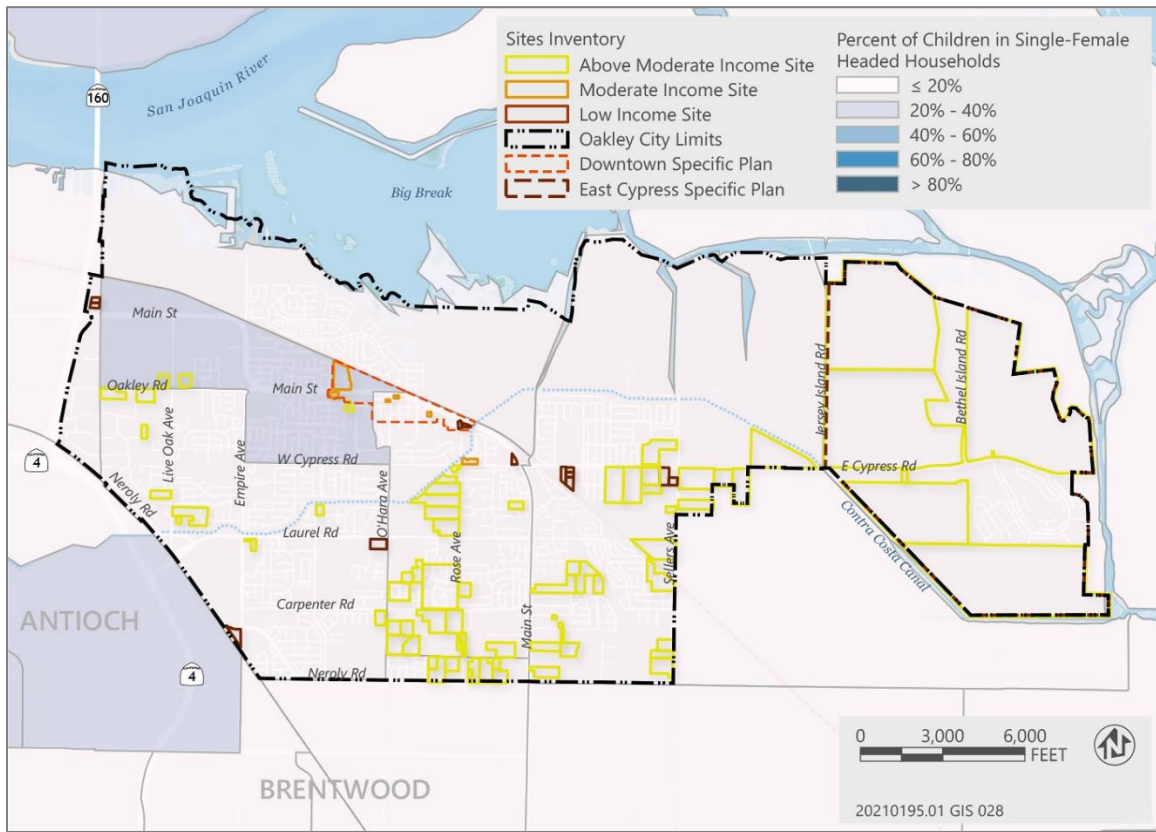 Sites Inventory
Above Moderate Income Site
Moderate Income Site
Low Income Site
Oakley City Limits
Downtown Specific Plan
East Cypress Specific Plan
Percent of Children in Single-Female
Headed Households
≤ 20%
20% - 40%
40% - 60%
60% - 80%
> 80%
CALIFORNIA
160
San Joaquin River
Big Break
Main St
Oakley Rd
Main St
Live Oak Ave
Empire Ave
W Cypress Rd
O'Hara Ave
Jersey Island Rd
Bethel Island Rd
E Cypress Rd
CALIFORNIA
4
Neroly Rd
Laurel Rd
Rose Ave
Sellers Ave
Contra Costa Canal
ANTIOCH
Carpenter Rd
Main St
CALIFORNIA
4
Neroly Rd
BRENTWOOD
0 3,000 6,000
FEET
N
20210195.01 GIS 028